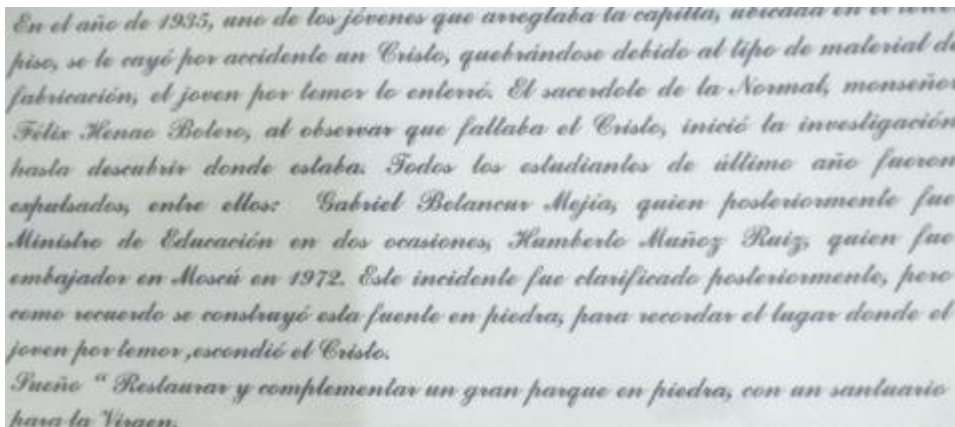 En el año de 1935, uno de los jóvenes que arreglaba la capilla, ubicada en el
piso, se le cayó por accidente un Cristo, quebrándose debido al tipo de material de
fabricación, el joven por temor lo enterró. El sacerdote de la Normal, monseñor
Félix Henao Botero, al observar que faltaba el Cristo, inició la investigación
hasta descubrir donde estaba. Todos los estudiantes de último año fueron
expulsados, entre ellos: Gabriel Betancur Mejía, quien posteriormente fue
Ministro de Educación en dos ocasiones, Humberto Muñoz Ruiz, quien fue
embajador en Moscú en 1972. Este incidente fue clarificado posteriormente, pero
como recuerdo se construyó esta fuente en piedra, para recordar el lugar donde el
joven por temor ,escondió el Cristo.
Sueño “ Restaurar y complementar un gran parque en piedra, con un santuario
para la Virgen.